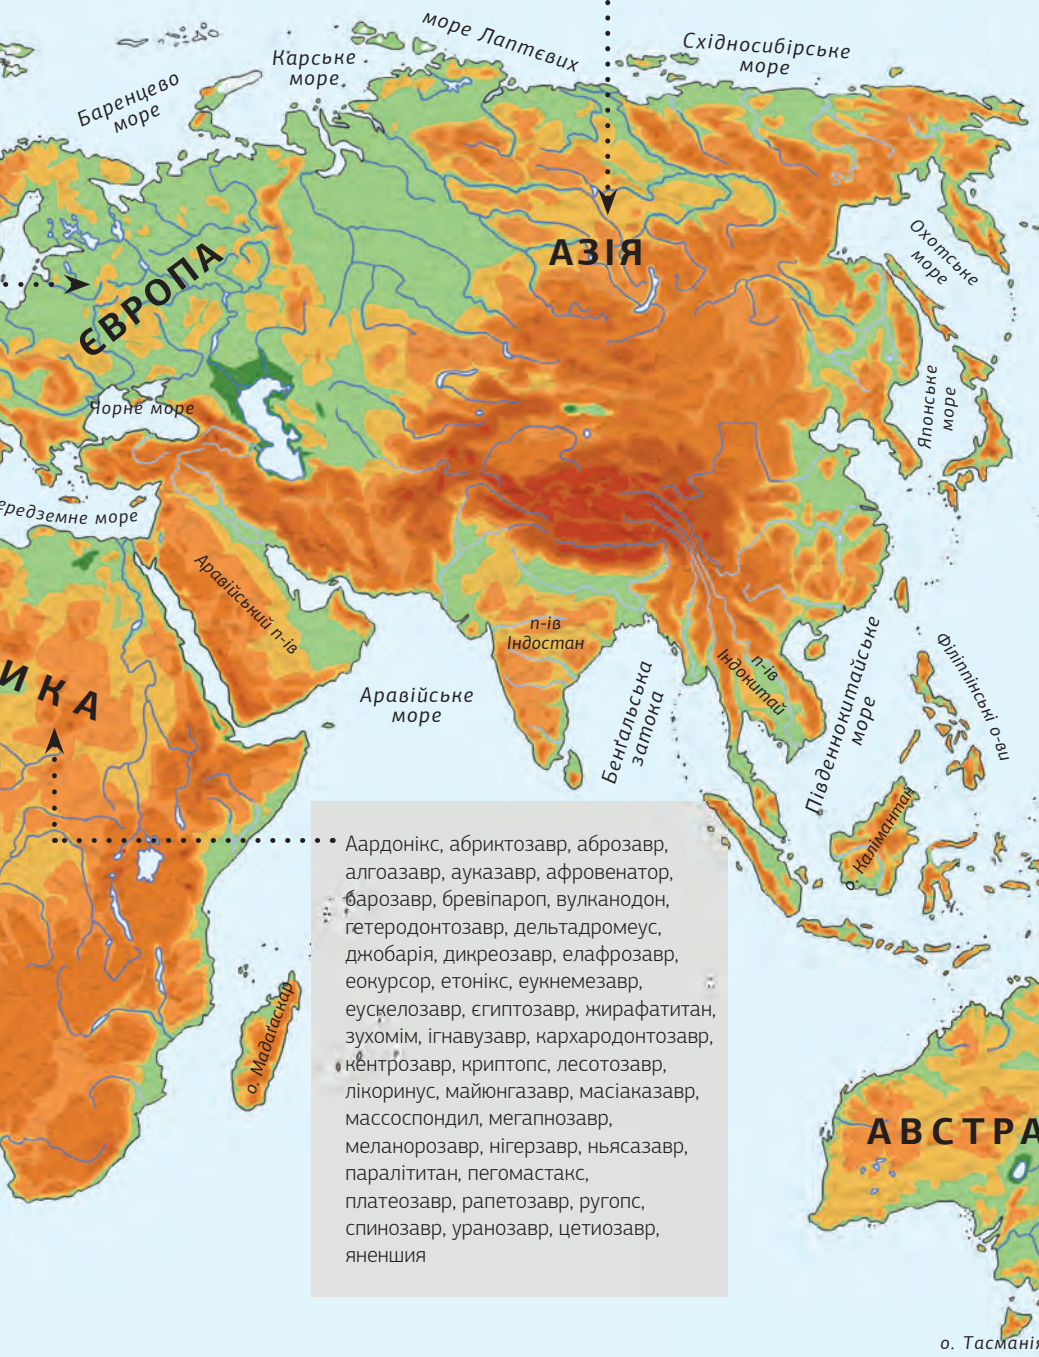 море Лаптєвих
Східносибірське
море
Карське
море
Баренцево
море
АЗІЯ
Охотське
море
ЄВРОПА
Японське
море
Чорне море
ередземне море
Аравійський п-ів
п-ів
Індостан
п-ів
Індокитай
Філіппінські о-ви
ИКА
Аравійське
море
Бенґальська
затока
Південнокитайське
море
о. Калімантан
Аардонікс, абриктозавр, аброзавр,
алгоазавр, ауказавр, афровенатор,
барозавр, бревіпароп, вулканодон,
гетеродонтозавр, дельтадромеус,
джобарія, дикреозавр, елафрозавр,
еокурсор, етонікс, еукнемезавр,
еускелозавр, єгиптозавр, жирафатитан,
зухомім, ігнавузавр, кархародонтозавр,
кентрозавр, криптопс, лесотозавр,
лікоринус, майюнгазавр, масіаказавр,
массоспондил, мегапнозавр,
меланорозавр, нігерзавр, ньясазавр,
паралітитан, пегомастакс,
платеозавр, рапетозавр, ругопс,
спинозавр, уранозавр, цетиозавр,
яненшия
о. Мадаґаскар
АВСТРА
о. Тасманія